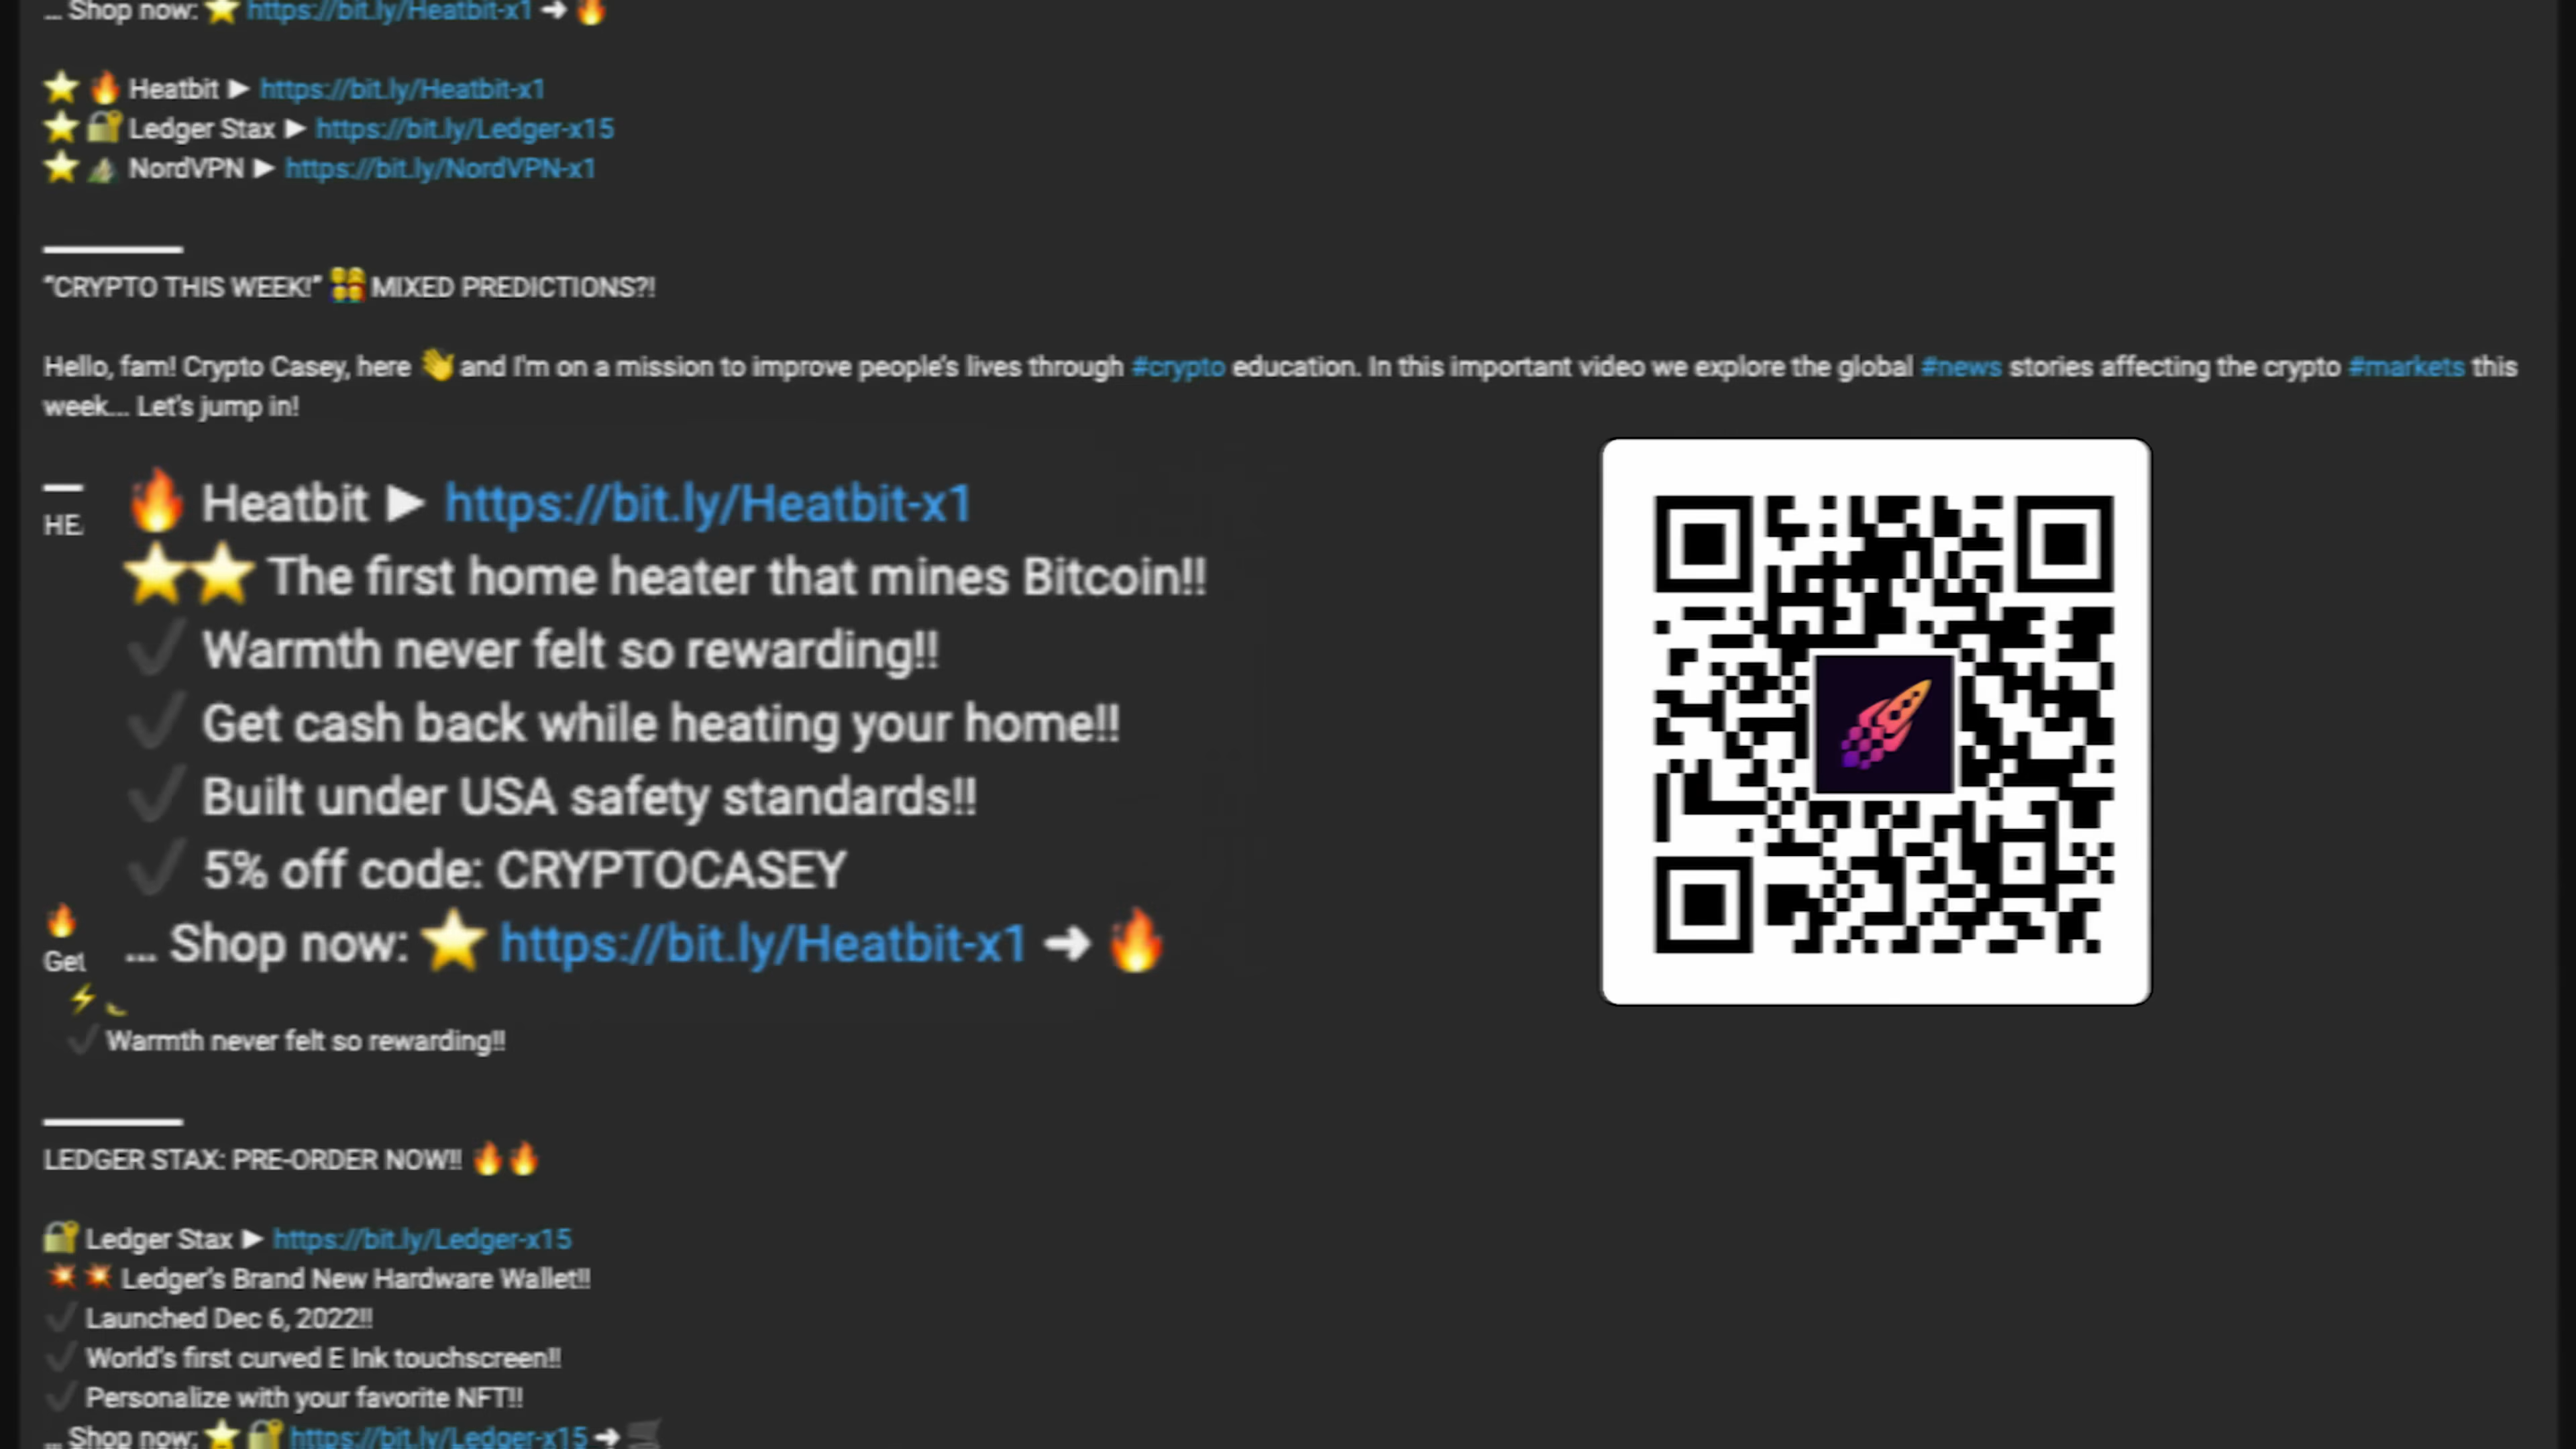 ... Shop now: ⭐ https://bit.ly/Heatbit-x1 ➜ 🔥
⭐ 🔥 Heatbit ► https://bit.ly/Heatbit-x1
⭐ 🔐 Ledger Stax ► https://bit.ly/Ledger-x15
⭐ ⛰️ NordVPN ► https://bit.ly/NordVPN-x1
"CRYPTO THIS WEEK!" MIXED PREDICTIONS?!
Hello, fam! Crypto Casey, here 👋 and I'm on a mission to improve people's lives through #crypto education. In this important video we explore the global #news stories affecting the crypto #markets this
week... Let's jump in!
HE
🔥 Heatbit ► https://bit.ly/Heatbit-x1
⭐⭐ The first home heater that mines Bitcoin!!
✔ Warmth never felt so rewarding!!
✔ Get cash back while heating your home!!
✔ Built under USA safety standards!!
✔ 5% off code: CRYPTOCASEY
... Shop now: ⭐ https://bit.ly/Heatbit-x1 ➜ 🔥
🔥
Get
⚡
✔ Warmth never felt so rewarding!!
LEDGER STAX: PRE-ORDER NOW!! 🔥🔥
🔐 Ledger Stax ► https://bit.ly/Ledger-x15
💥💥 Ledger's Brand New Hardware Wallet!!
✔ Launched Dec 6, 2022!!
✔ World's first curved E Ink touchscreen!!
✔ Personalize with your favorite NFT!!
... Shop now: ⭐ 🔐 https://bit.ly/Ledger-x15 ➜